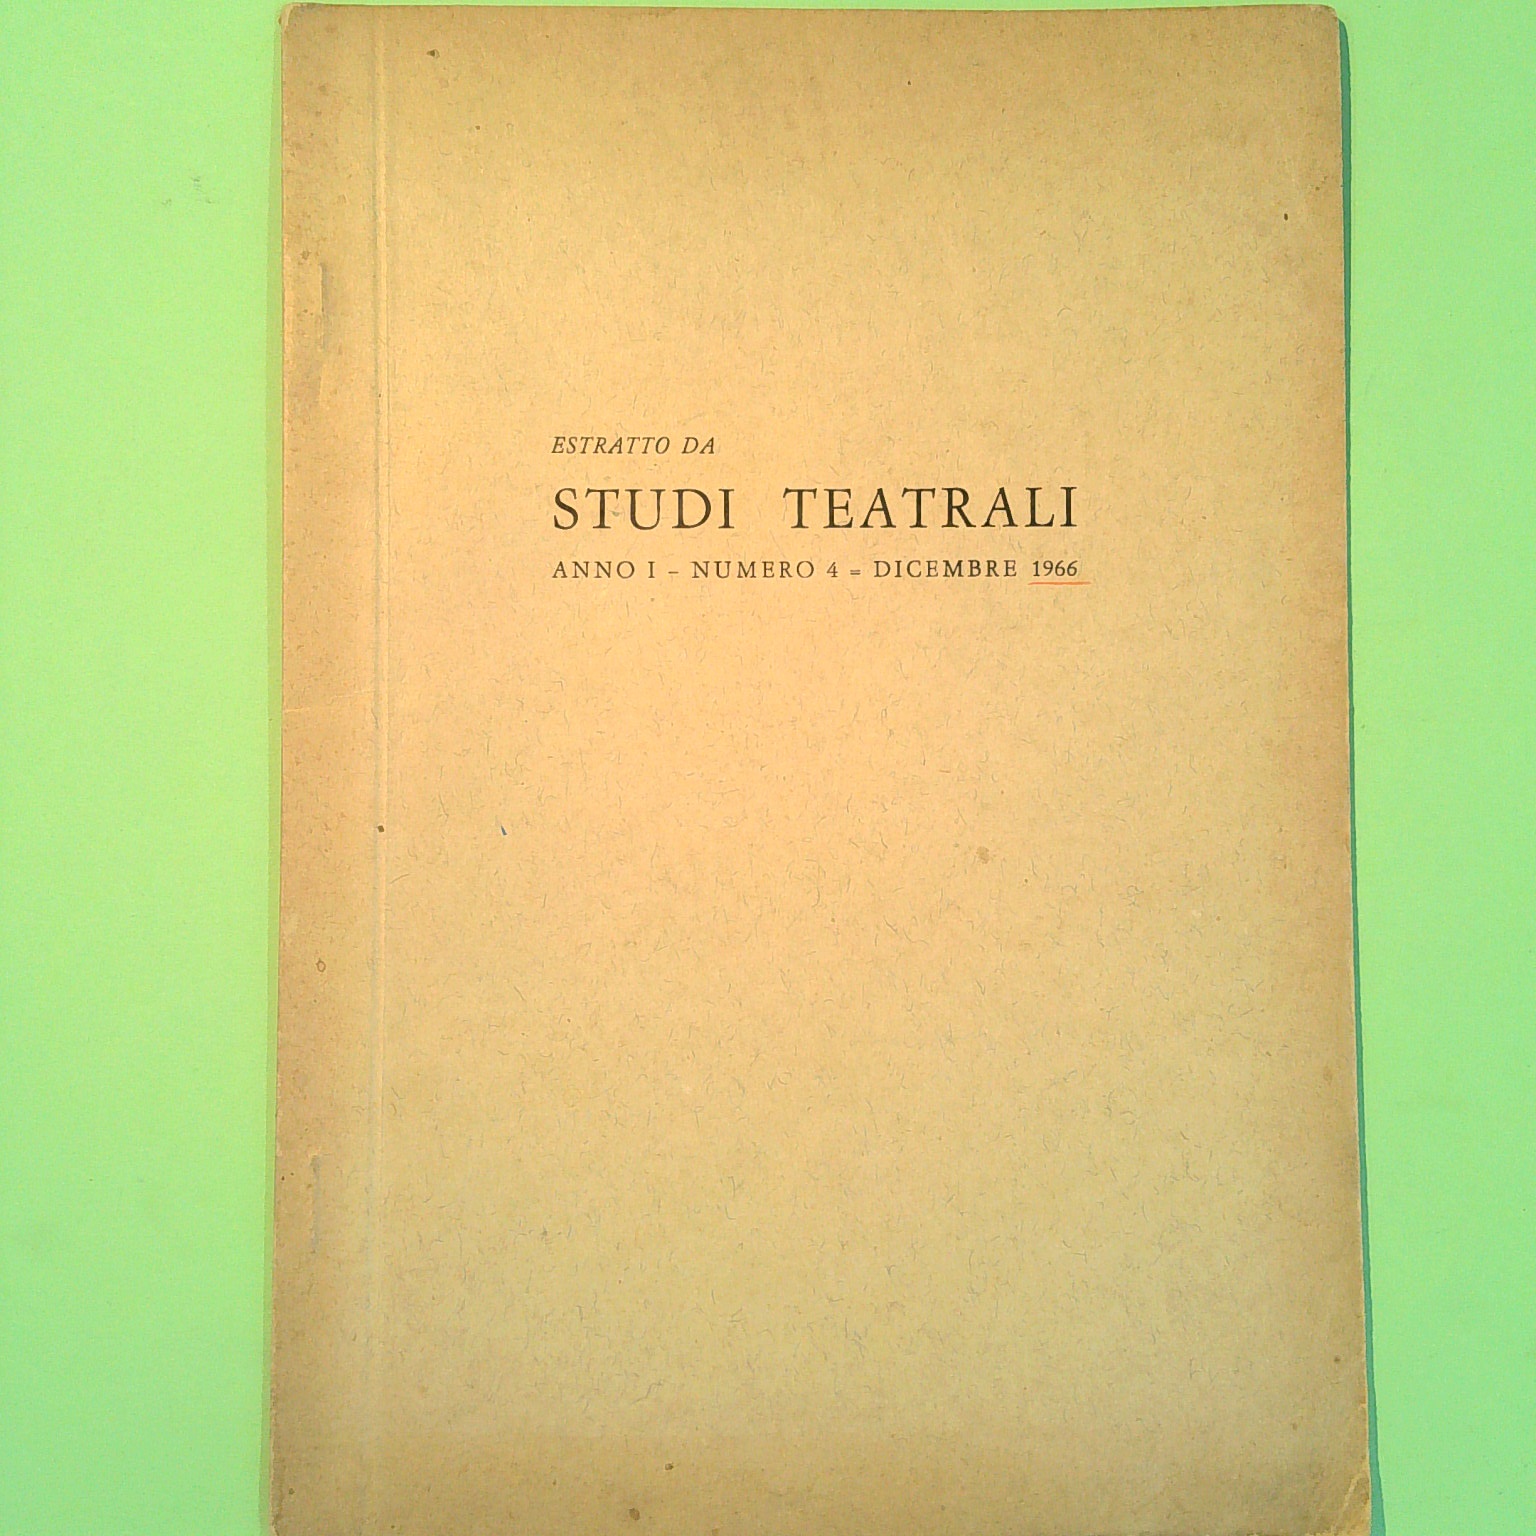 ESTRATTO DA
STUDI TEATRALI
ANNO I - NUMERO 4 = DICEMBRE 1966